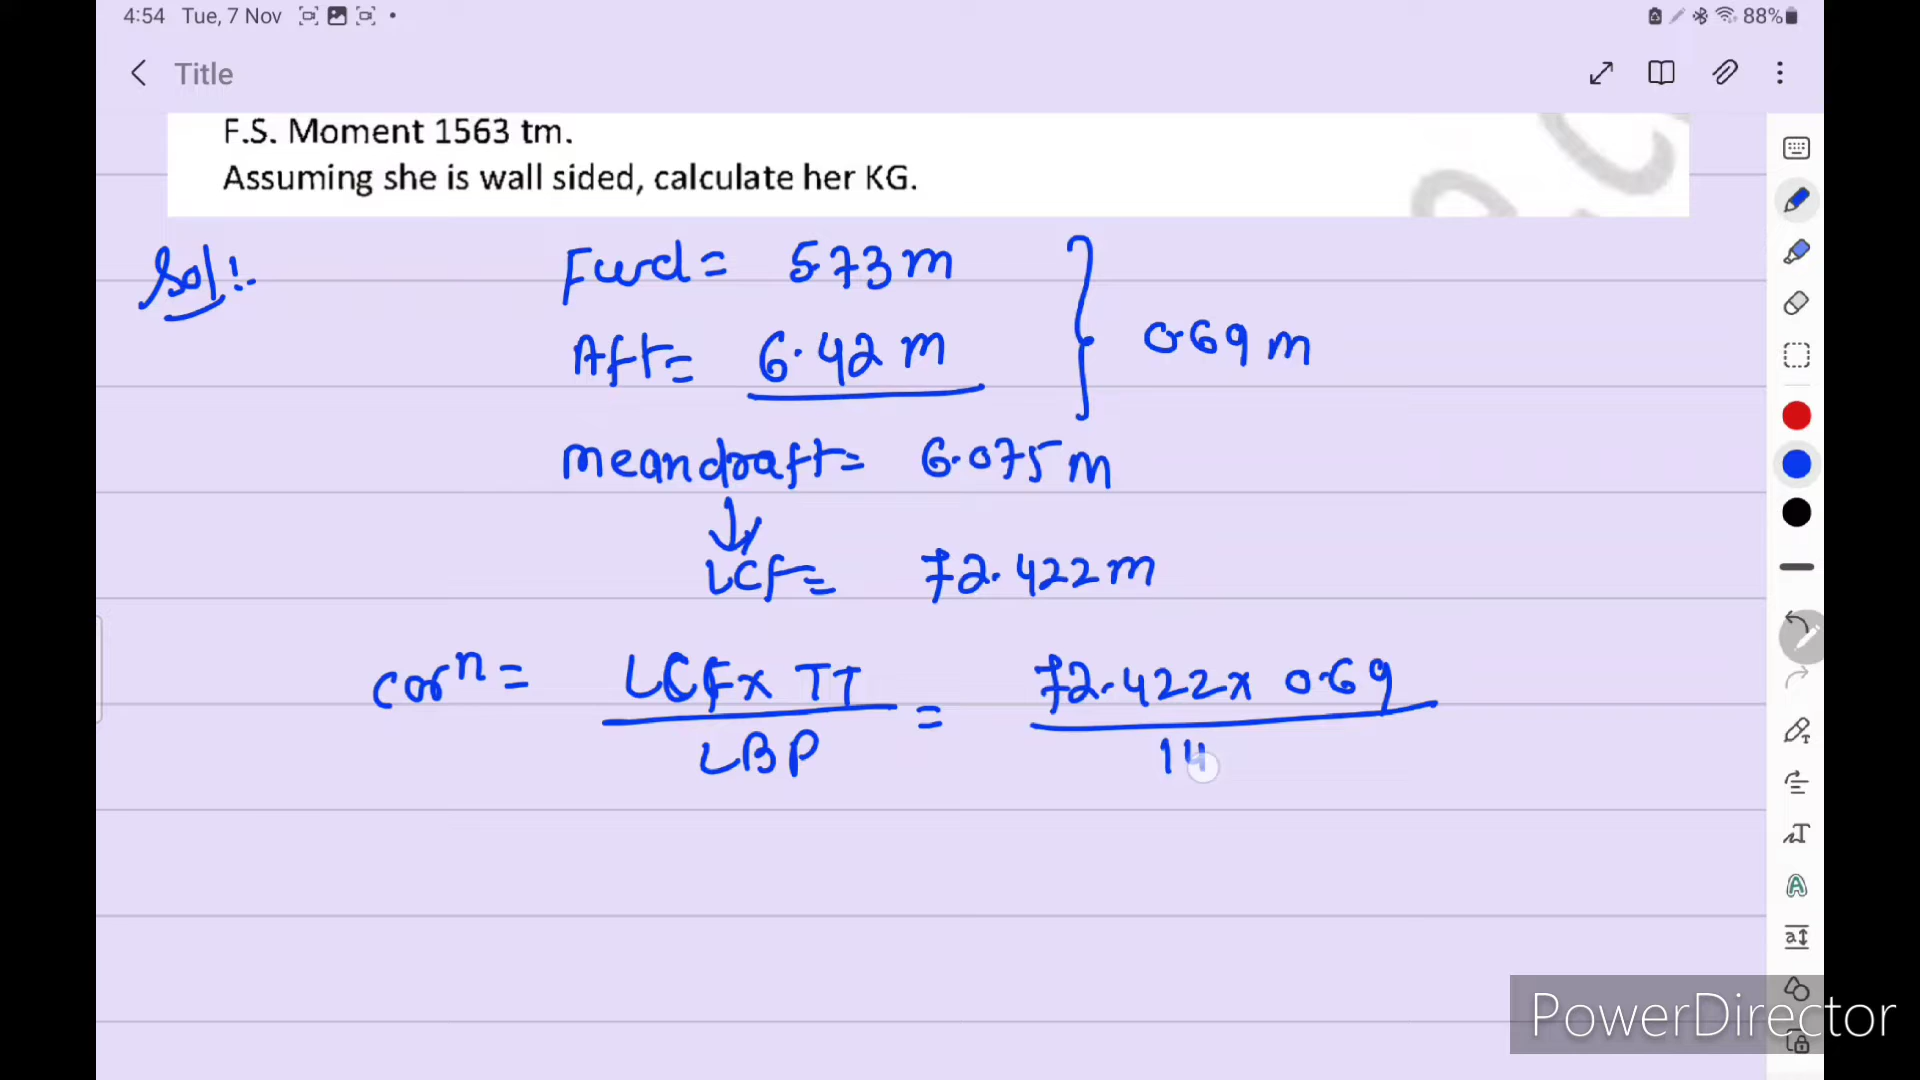 4:54 Tue, 7 Nov 88%
Title
F.S. Moment 1563 tm.
Assuming she is wall sided, calculate her KG.
Sol:-
Fwd = 5.73 m
Aft = 6.42 m
0.69 m
mean draft = 6.075 m
LCF = 72.422 m
corⁿ = LCF x TT / LBP = 72.422 x 0.69 / 14
PowerDirector